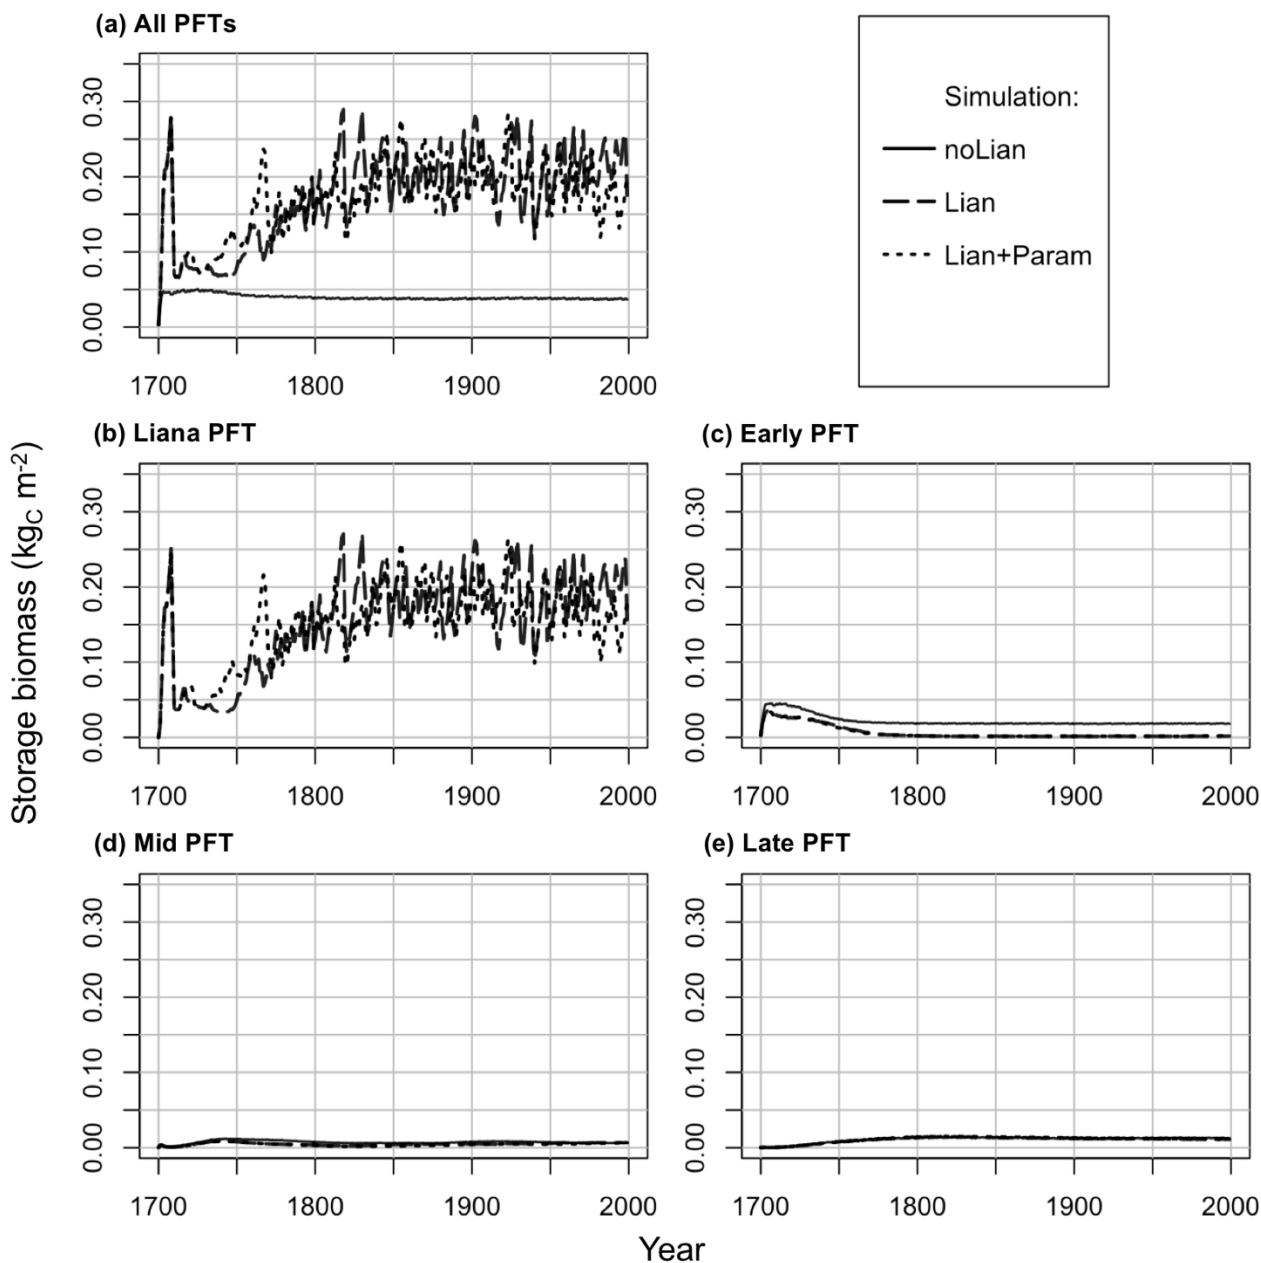 (a) All PFTs
0.30
0.20
0.10
0.00
1700 1800 1900 2000
Simulation:
noLian
Lian
Lian+Param
Storage biomass (kgC m-2)
(b) Liana PFT
0.30
0.20
0.10
0.00
1700 1800 1900 2000
(c) Early PFT
0.30
0.20
0.10
0.00
1700 1800 1900 2000
(d) Mid PFT
0.30
0.20
0.10
0.00
1700 1800 1900 2000
(e) Late PFT
0.30
0.20
0.10
0.00
1700 1800 1900 2000
Year